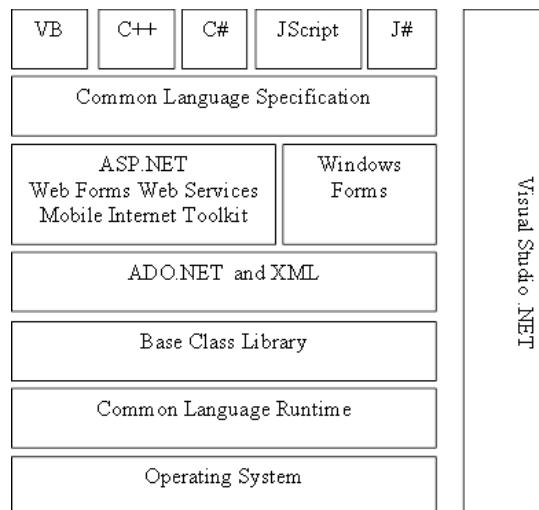 VB
C++
C#
JScript
J#
Common Language Specification
ASP.NET
Web Forms Web Services
Mobile Internet Toolkit
Windows
Forms
ADO.NET and XML
Base Class Library
Common Language Runtime
Operating System
Visual Studio .NET